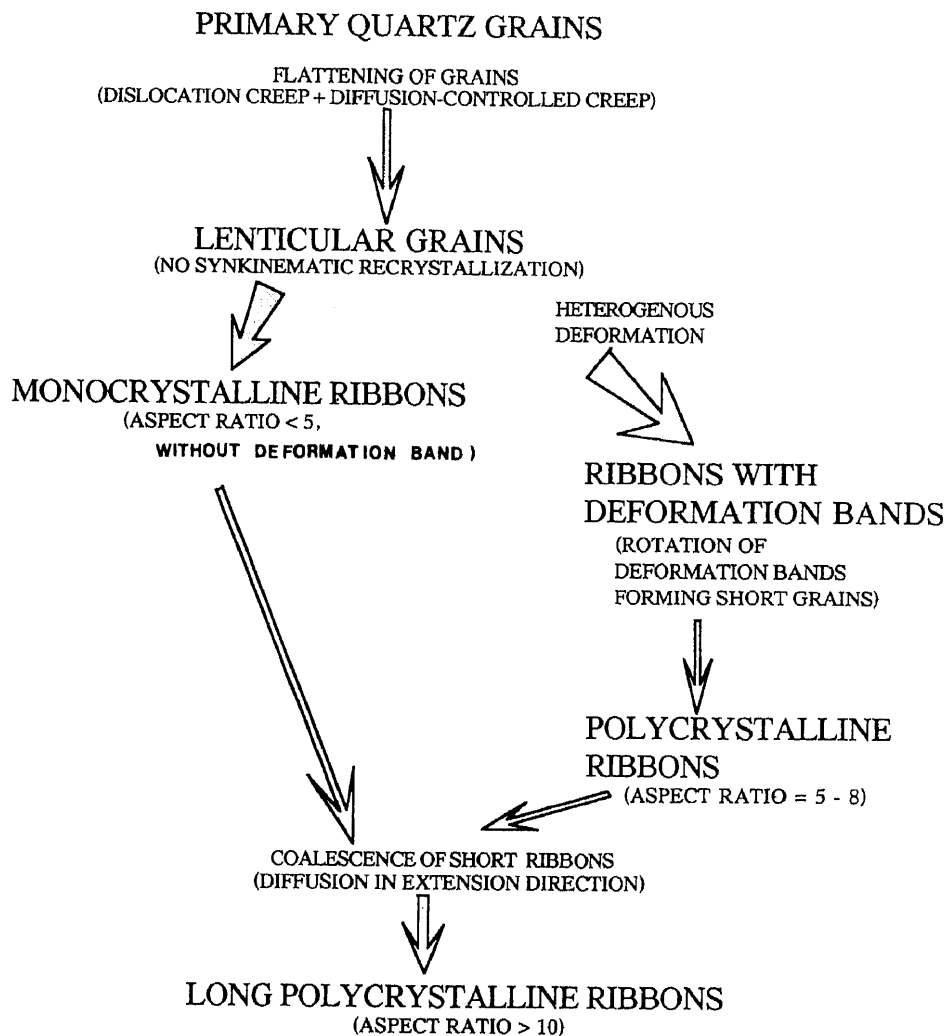 PRIMARY QUARTZ GRAINS
FLATTENING OF GRAINS
(DISLOCATION CREEP + DIFFUSION-CONTROLLED CREEP)
LENTICULAR GRAINS
(NO SYNKINEMATIC RECRYSTALLIZATION)
HETEROGENOUS
DEFORMATION
MONOCRYSTALLINE RIBBONS
(ASPECT RATIO < 5,
WITHOUT DEFORMATION BAND)
RIBBONS WITH
DEFORMATION BANDS
(ROTATION OF
DEFORMATION BANDS
FORMING SHORT GRAINS)
POLYCRYSTALLINE
RIBBONS
(ASPECT RATIO = 5 - 8)
COALESCENCE OF SHORT RIBBONS
(DIFFUSION IN EXTENSION DIRECTION)
LONG POLYCRYSTALLINE RIBBONS
(ASPECT RATIO > 10)